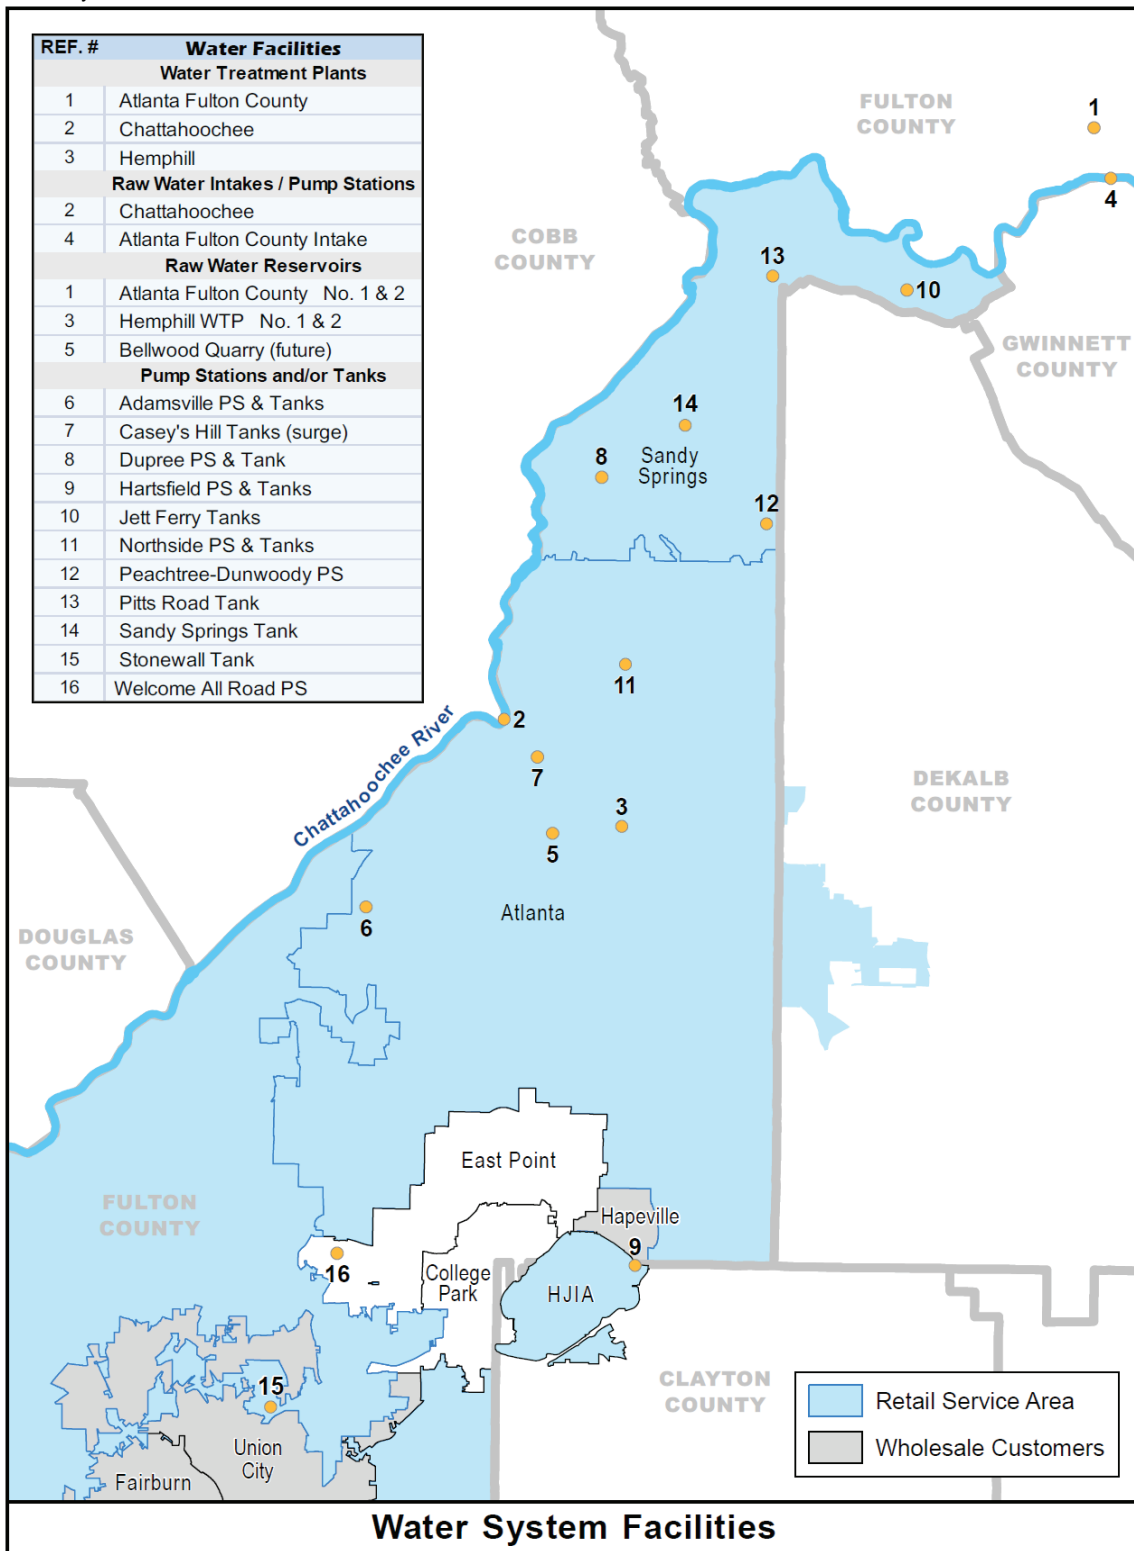 REF. # Water Facilities
Water Treatment Plants
1 Atlanta Fulton County
2 Chattahoochee
3 Hemphill
Raw Water Intakes / Pump Stations
2 Chattahoochee
4 Atlanta Fulton County Intake
Raw Water Reservoirs
1 Atlanta Fulton County No. 1 & 2
3 Hemphill WTP No. 1 & 2
5 Bellwood Quarry (future)
Pump Stations and/or Tanks
6 Adamsville PS & Tanks
7 Casey's Hill Tanks (surge)
8 Dupree PS & Tank
9 Hartsfield PS & Tanks
10 Jett Ferry Tanks
11 Northside PS & Tanks
12 Peachtree-Dunwoody PS
13 Pitts Road Tank
14 Sandy Springs Tank
15 Stonewall Tank
16 Welcome All Road PS
FULTON
COUNTY
1
4
COBB
COUNTY
13
10
GWINNETT
COUNTY
14
8
Sandy
Springs
12
11
2
Chattahoochee River
7
DEKALB
COUNTY
3
5
6
Atlanta
DOUGLAS
COUNTY
East Point
FULTON
COUNTY
Hapeville
9
16
College
Park
HJIA
CLAYTON
COUNTY
15
Union
City
Fairburn
Retail Service Area
Wholesale Customers
Water System Facilities